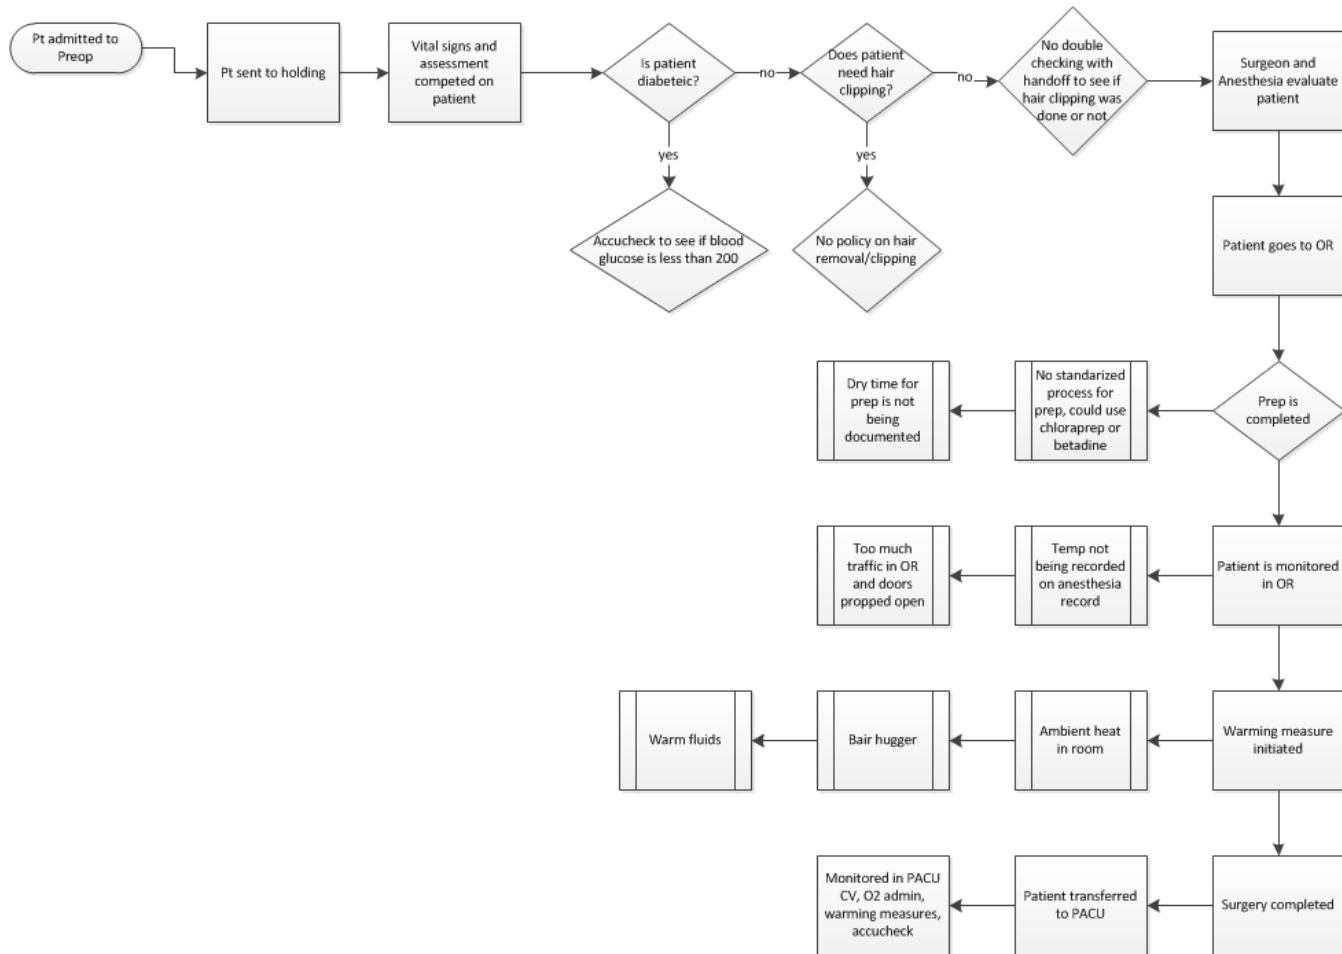 Pt admitted to
Preop
Pt sent to holding
Vital signs and
assessment
competed on
patient
Is patient
diabeteic?
no
Does patient
need hair
clipping?
no
No double
checking with
handoff to see if
hair clipping was
done or not
Surgeon and
Anesthesia evaluate
patient
yes
yes
Accucheck to see if blood
glucose is less than 200
No policy on hair
removal/clipping
Patient goes to OR
Dry time for
prep is not
being
documented
No standarized
process for
prep, could use
chloraprep or
betadine
Prep is
completed
Too much
traffic in OR
and doors
propped open
Temp not
being recorded
on anesthesia
record
Patient is monitored
in OR
Warm fluids
Bair hugger
Ambient heat
in room
Warming measure
initiated
Monitored in PACU
CV, O2 admin,
warming measures,
accucheck
Patient transferred
to PACU
Surgery completed